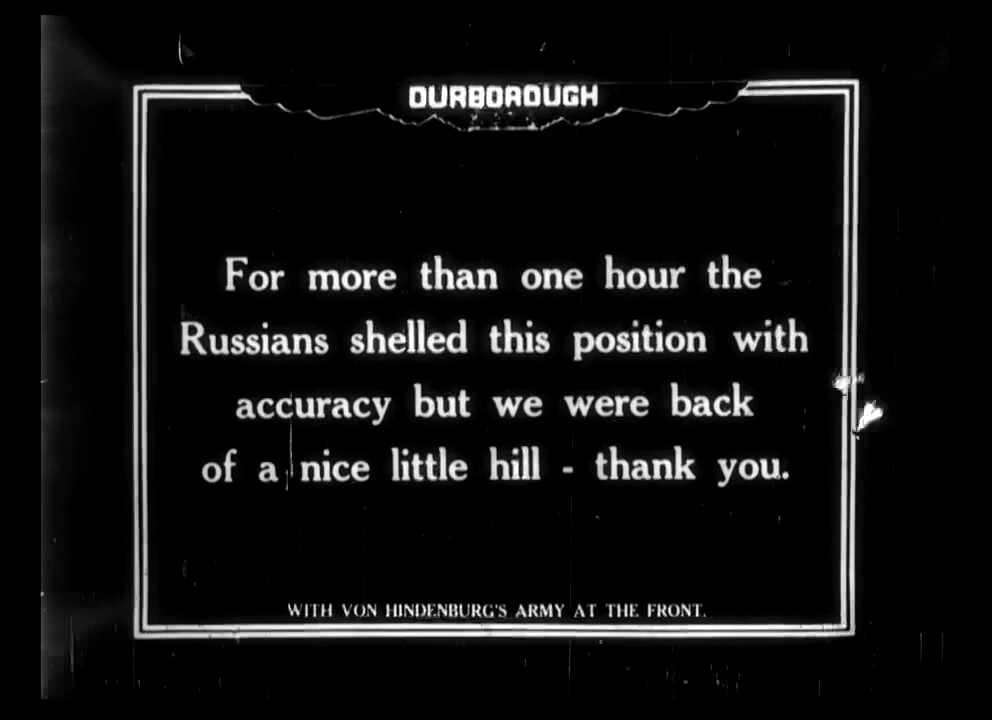 DURBOROUGH
For more than one hour the
Russians shelled this position with
accuracy but we were back
of a nice little hill - thank you.
WITH VON HINDENBURG'S ARMY AT THE FRONT.